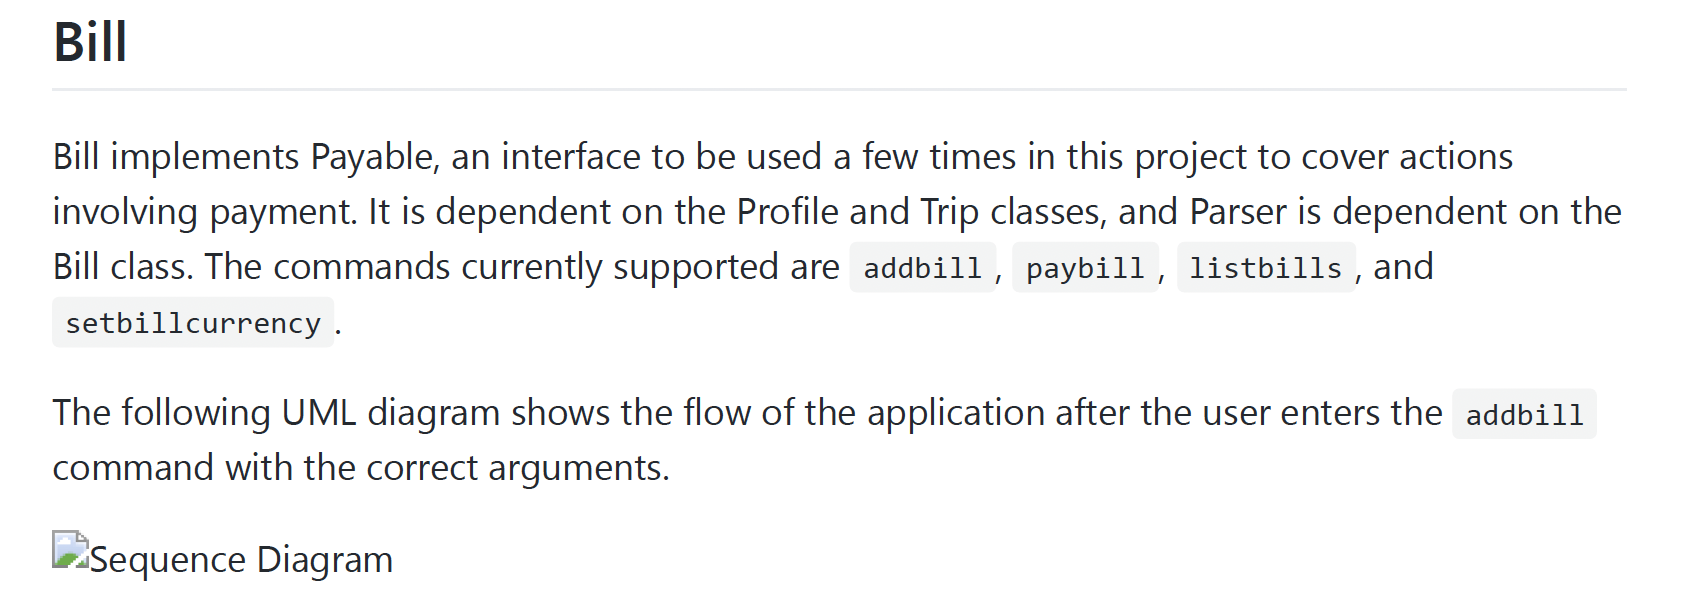 Bill
Bill implements Payable, an interface to be used a few times in this project to cover actions
involving payment. It is dependent on the Profile and Trip classes, and Parser is dependent on the
Bill class. The commands currently supported are addbill, paybill, listbills, and
setbillcurrency.
The following UML diagram shows the flow of the application after the user enters the addbill
command with the correct arguments.
Sequence Diagram